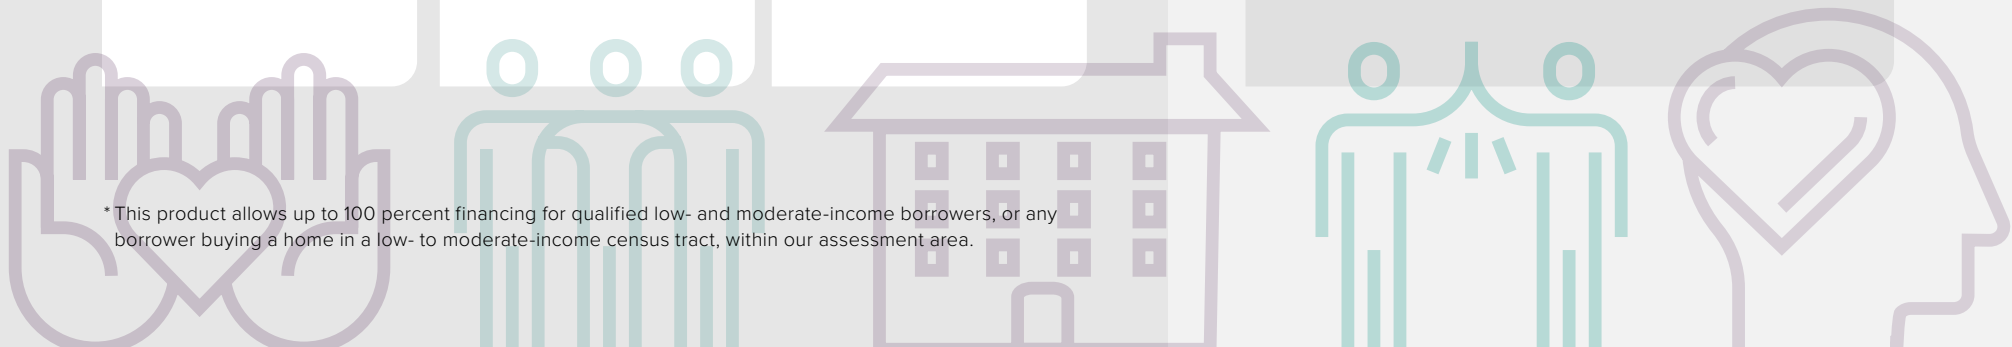 * This product allows up to 100 percent financing for qualified low- and moderate-income borrowers, or any
borrower buying a home in a low- to moderate-income census tract, within our assessment area.